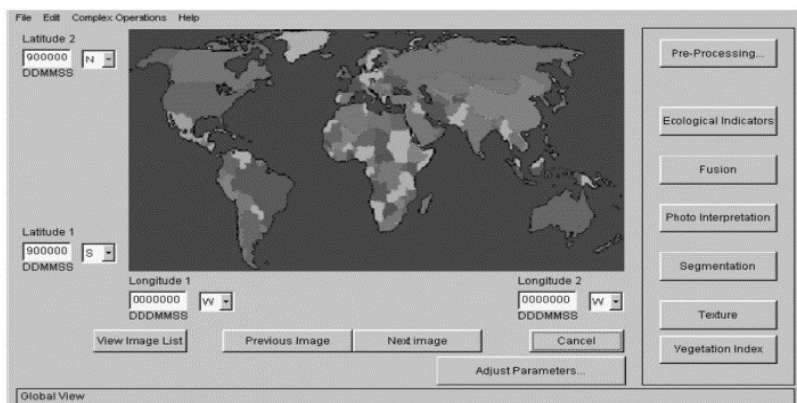 File Edit Complex Operstions Help
Latitude 2
900000 N
DDMMSS
Pre-Processing...
Ecological Indicators
Fusion
Photo Interpretation
Latitude 1
900000 S
DDMMSS
Segmentation
Longitude 1
0000000 W
DDDMMSS
Longitude 2
0000000 W
DDDMMSS
Texture
View Image List Previous Image Next image Cancel
Vegetation Index
Adjust Parameters...
Global View